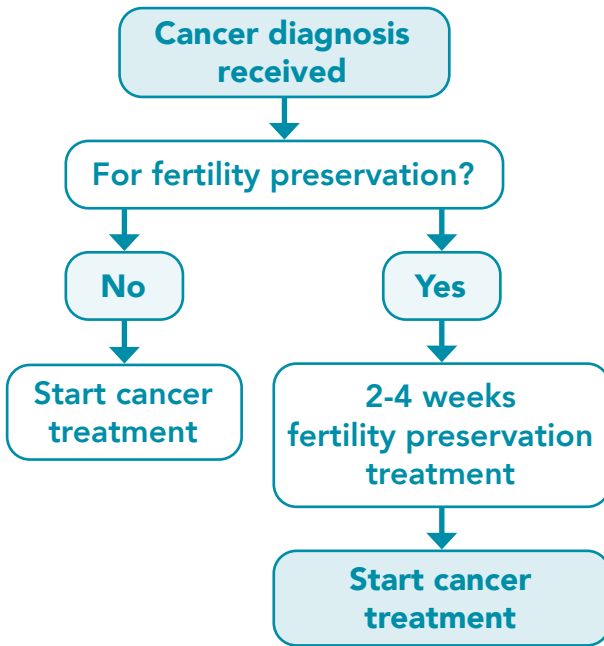 Cancer diagnosis
received
For fertility preservation?
No
Yes
Start cancer
treatment
2-4 weeks
fertility preservation
treatment
Start cancer
treatment